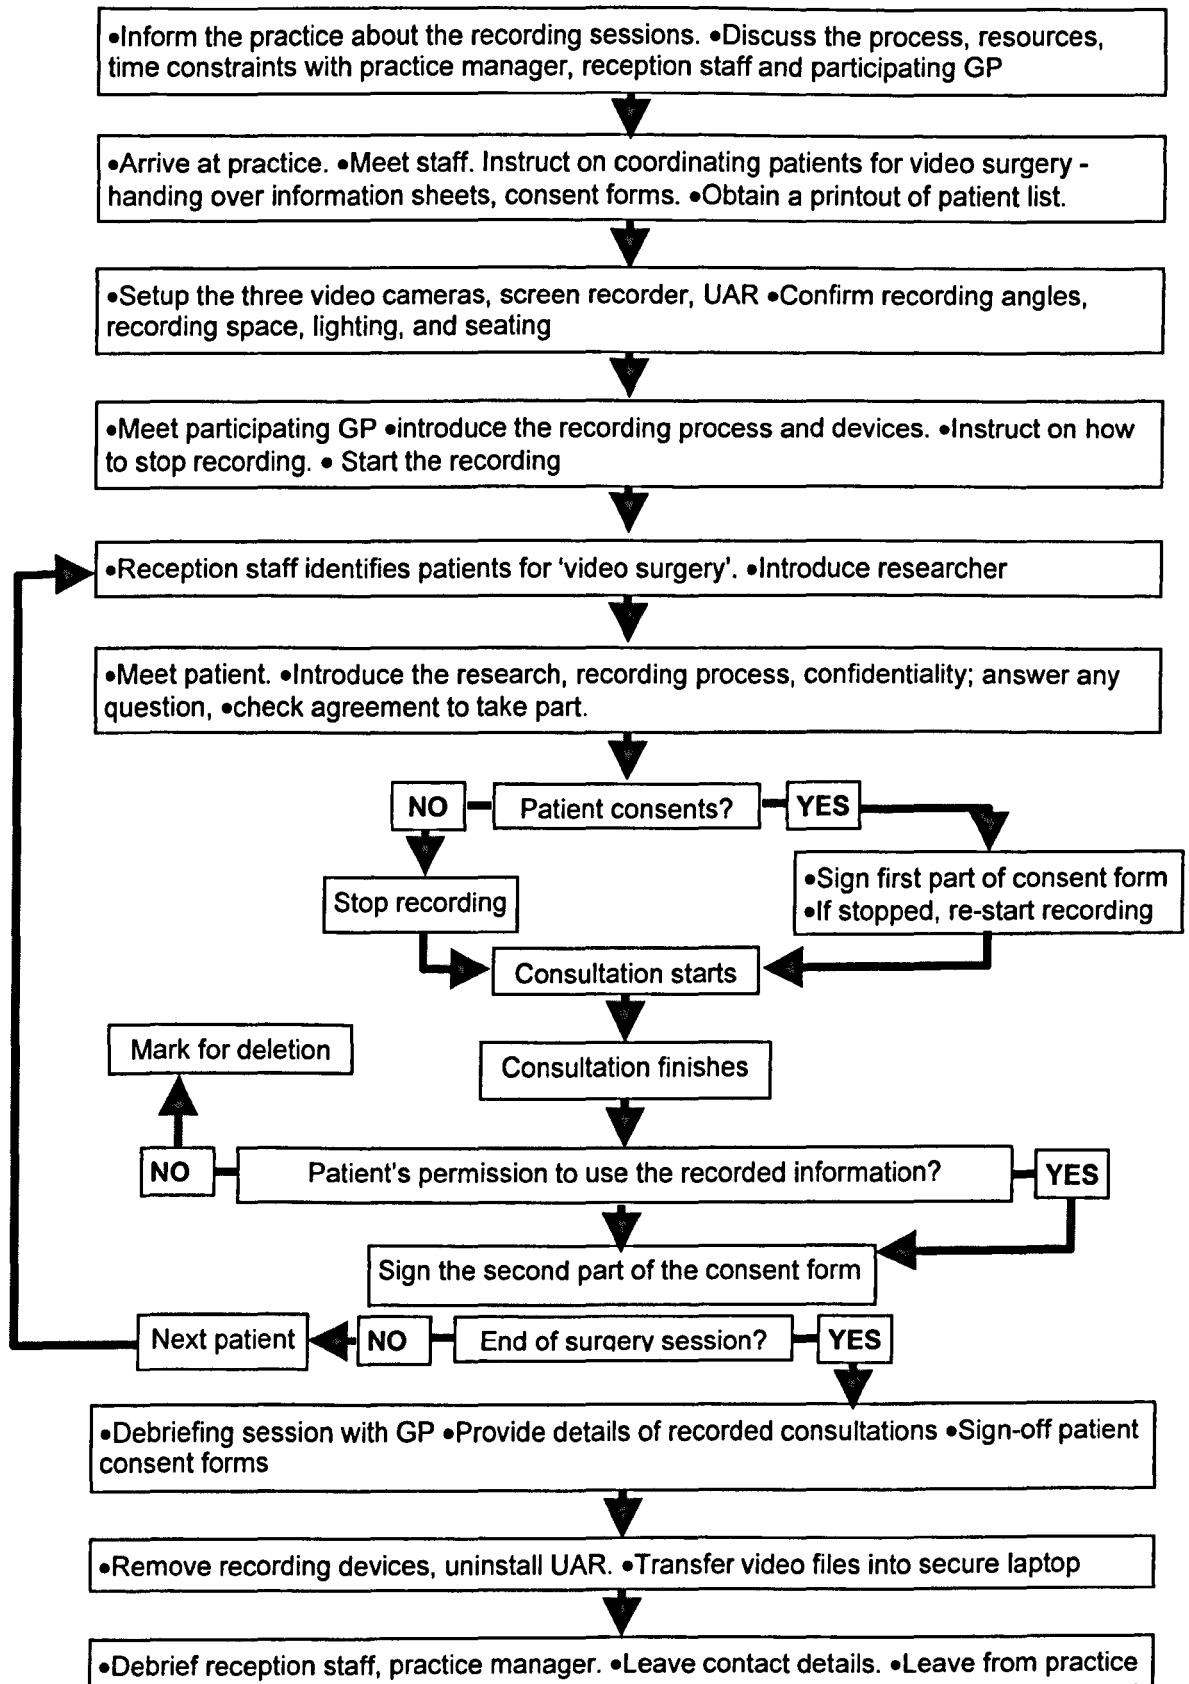 •Inform the practice about the recording sessions. •Discuss the process, resources,
time constraints with practice manager, reception staff and participating GP
•Arrive at practice. •Meet staff. Instruct on coordinating patients for video surgery -
handing over information sheets, consent forms. •Obtain a printout of patient list.
•Setup the three video cameras, screen recorder, UAR •Confirm recording angles,
recording space, lighting, and seating
•Meet participating GP •introduce the recording process and devices. •Instruct on how
to stop recording. • Start the recording
•Reception staff identifies patients for 'video surgery'. •Introduce researcher
•Meet patient. •Introduce the research, recording process, confidentiality; answer any
question, •check agreement to take part.
NO
Patient consents?
YES
Stop recording
•Sign first part of consent form
•If stopped, re-start recording
Consultation starts
Mark for deletion
Consultation finishes
NO
Patient's permission to use the recorded information?
YES
Sign the second part of the consent form
Next patient
NO
End of surgery session?
YES
•Debriefing session with GP •Provide details of recorded consultations •Sign-off patient
consent forms
•Remove recording devices, uninstall UAR. •Transfer video files into secure laptop
•Debrief reception staff, practice manager. •Leave contact details. •Leave from practice